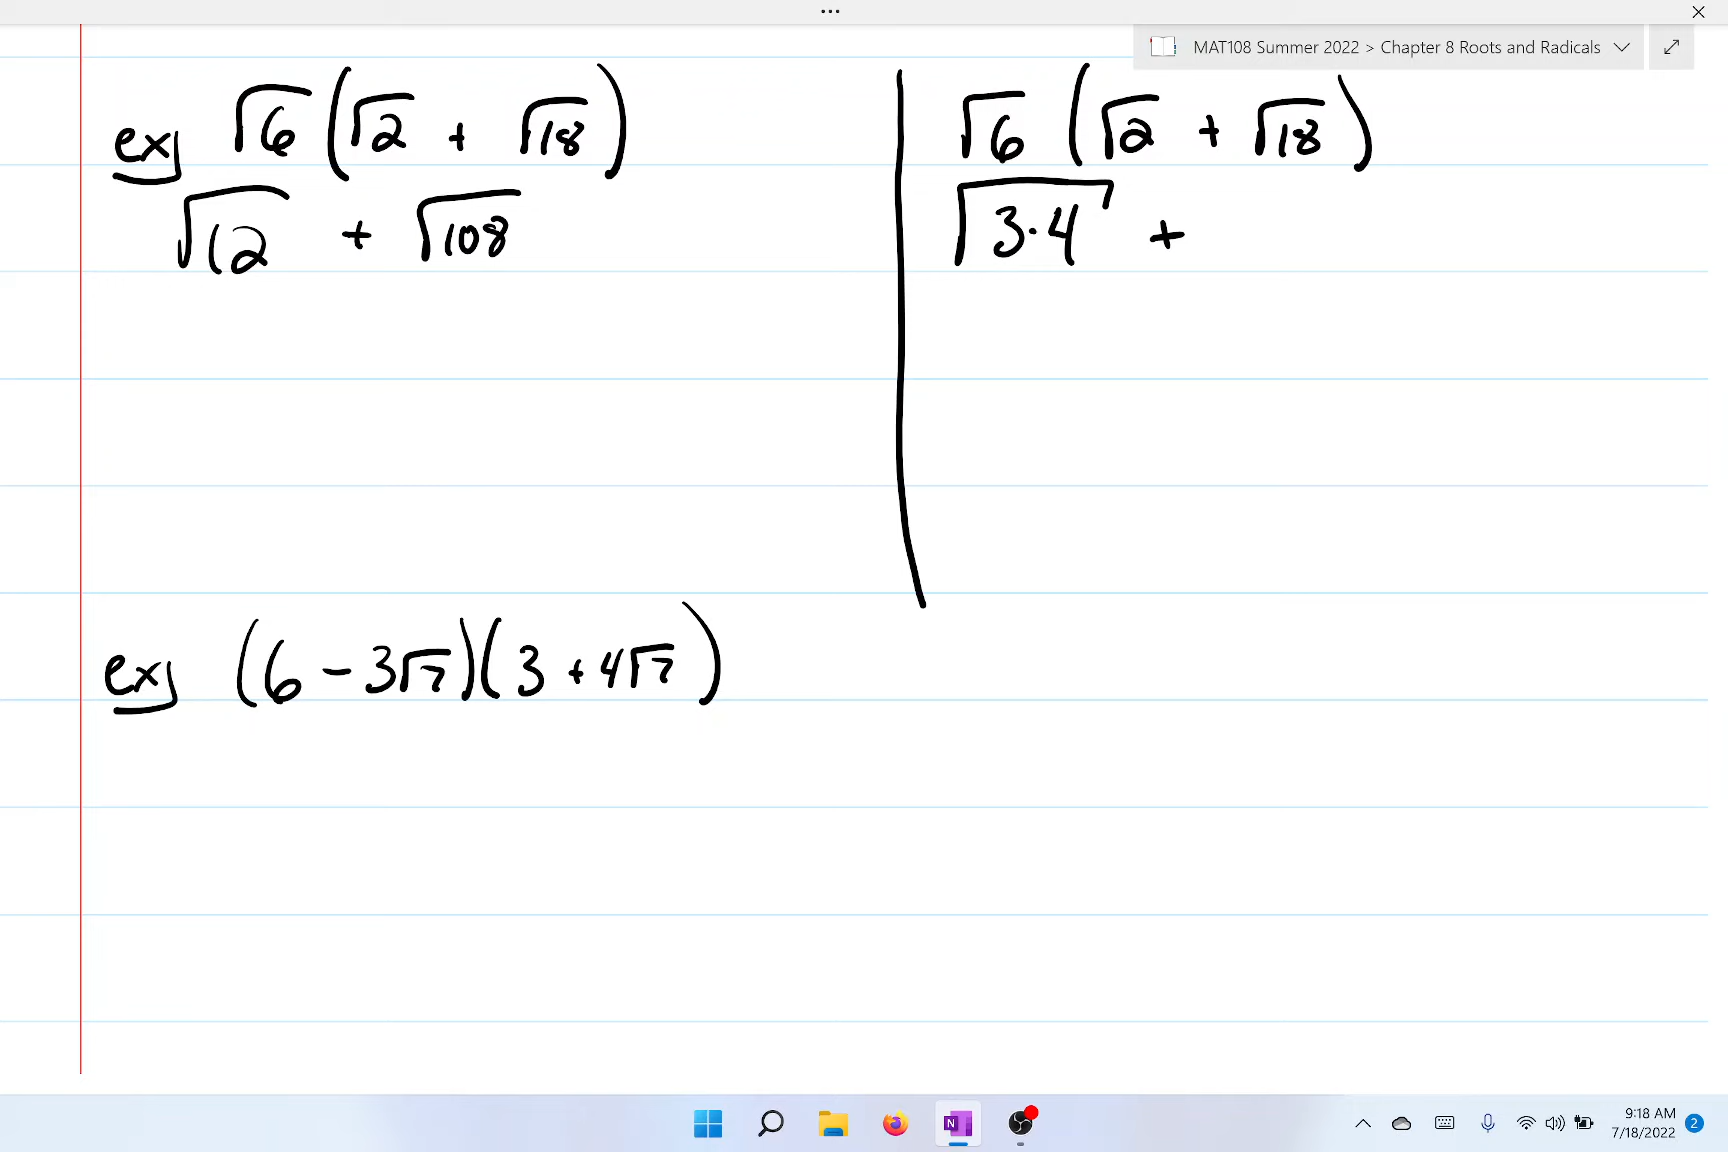 MAT108 Summer 2022 > Chapter 8 Roots and Radicals
ex) √6 (√2 + √18)
√12 + √108
√6 (√2 + √18)
√3·4 +
ex) (6 - 3√7)(3 + 4√7)
9:18 AM
7/18/2022
2